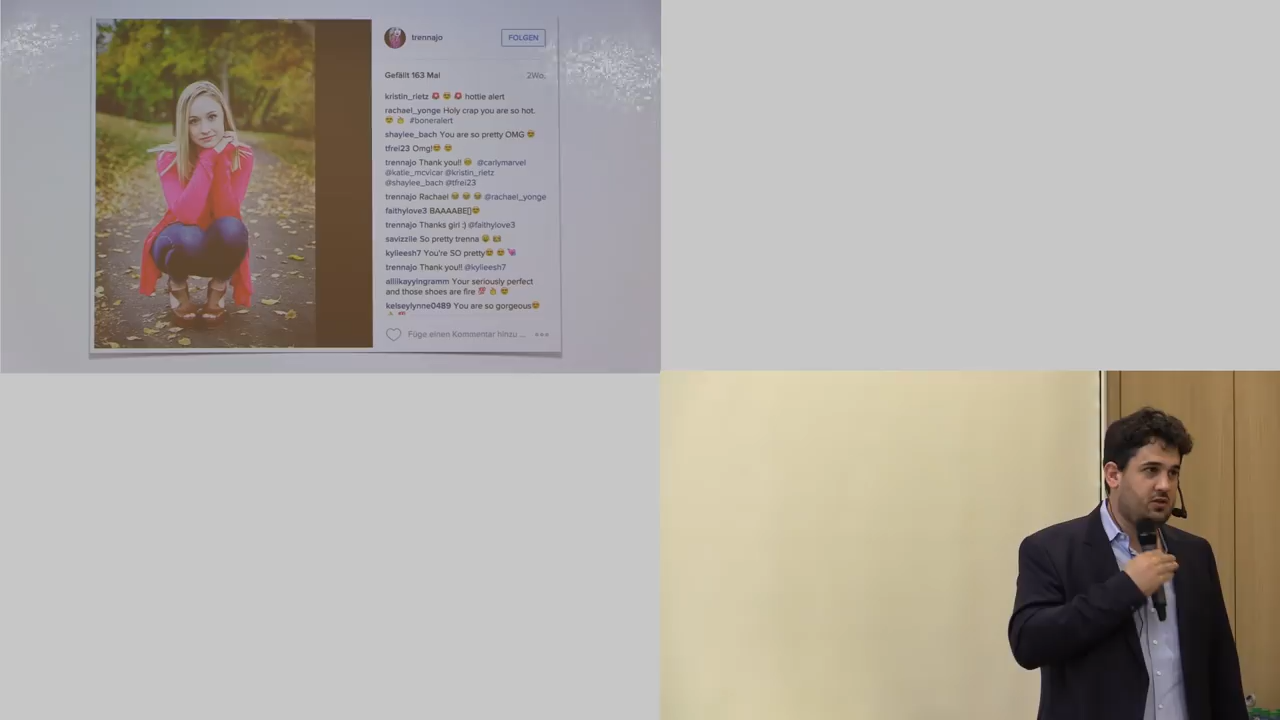 trennajo
FOLGEN
Gefällt 163 Mal
2Wo.
kristin_rietz hottie alert
rachael_yonge Holy crap you are so hot.
#boneralert
shaylee_bach You are so pretty OMG
tfrei23 Omg!
trennajo Thank you!! @carlymarvel
@katie_mcvicar @kristin_rietz
@shaylee_bach @tfrei23
trennajo Rachael @rachael_yonge
faithylove3 BAAAABE
trennajo Thanks girl :) @faithylove3
savizzlle So pretty trenna
kylieesh7 You're SO pretty
trennajo Thank you!! @kylieesh7
alliikayyingramm Your seriously perfect
and those shoes are fire 💯
kelseylynne0489 You are so gorgeous
Füge einen Kommentar hinzu ...